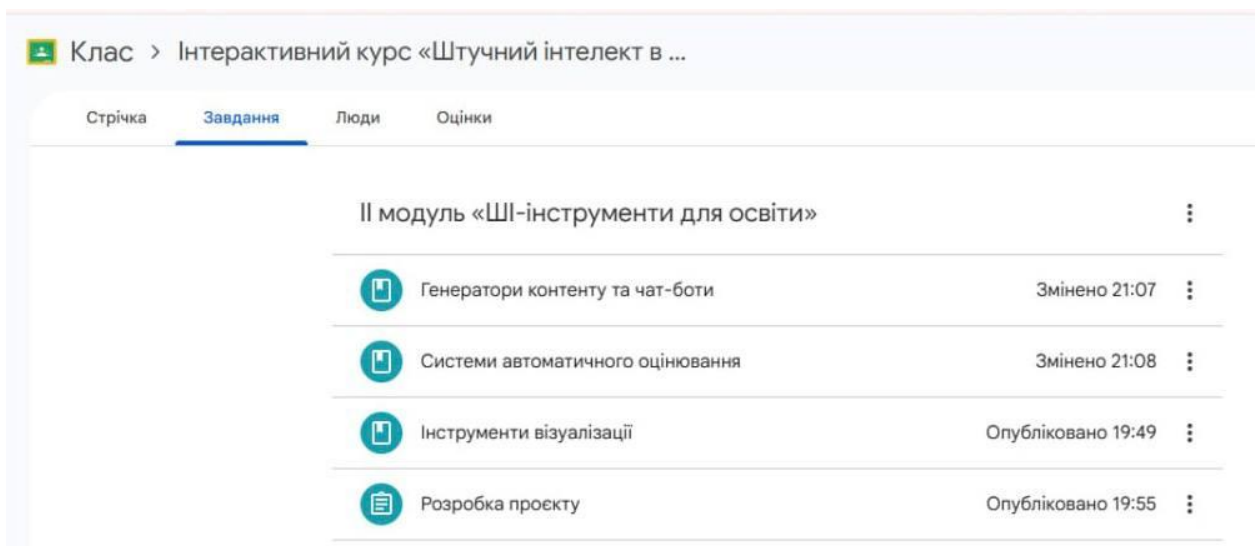 Клас > Інтерактивний курс «Штучний інтелект в ...
Стрічка Завдання Люди Оцінки
ІІ модуль «ШІ-інструменти для освіти»
Генератори контенту та чат-боти Змінено 21:07
Системи автоматичного оцінювання Змінено 21:08
Інструменти візуалізації Опубліковано 19:49
Розробка проєкту Опубліковано 19:55